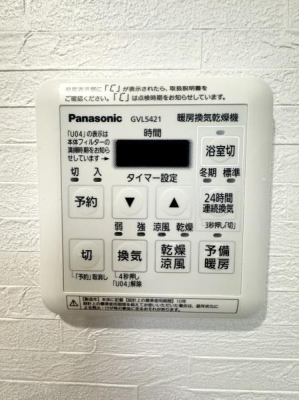 時間表示部に「C」が表示されたら、取扱説明書を
ご確認ください。「C」は点検時期をお知らせしています。
Panasonic GVL5421 暖房換気乾燥機
「U04」の表示は
本体フィルターの
清掃時期をお知ら
せしています→
時間
浴室切
切 入 タイマー設定 冬期 標準
予約 ▼ ▲ 24時間
連続換気
弱 強 涼風 乾燥 3秒押し「切」
切 換気 乾燥
涼風 予備
暖房
「予約」取消し 4秒押し
「U04」解除